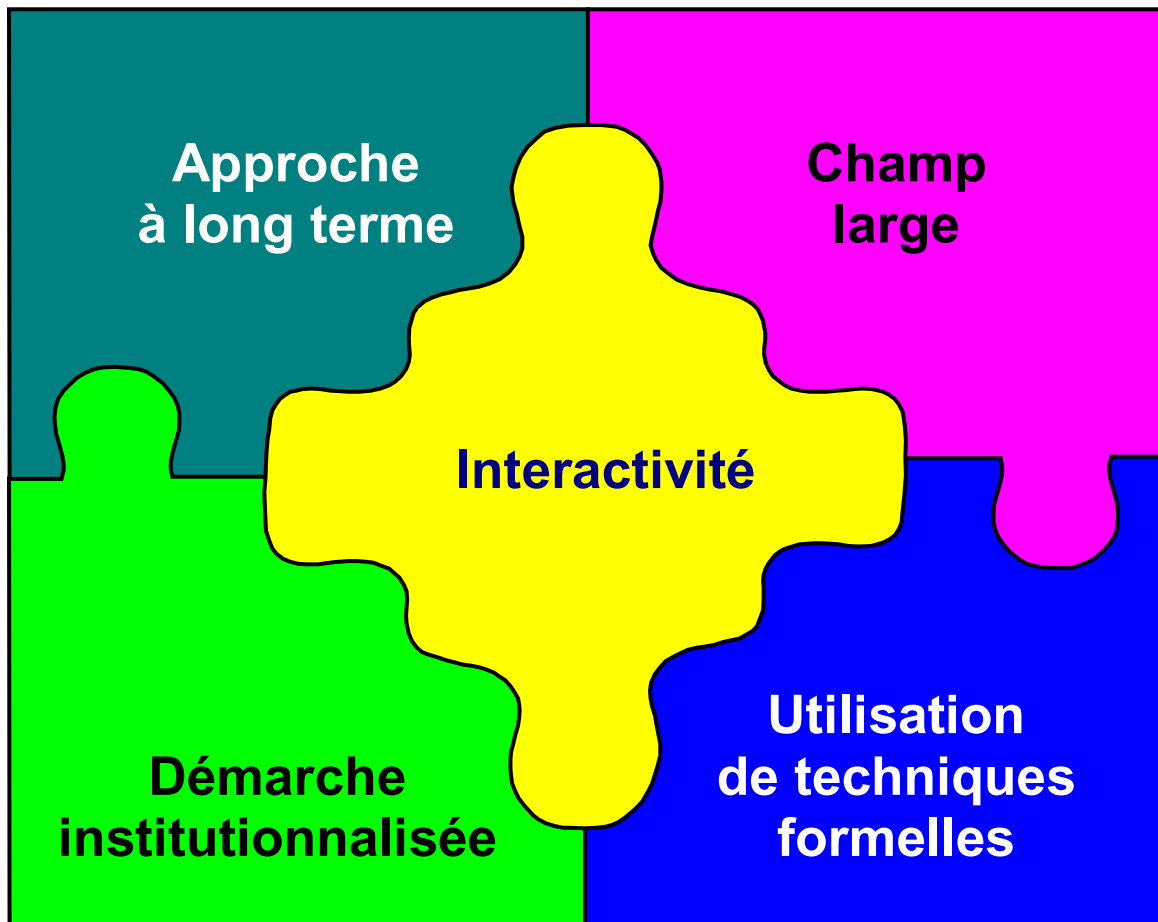 Approche
à long terme
Champ
large
Interactivité
Démarche
institutionnalisée
Utilisation
de techniques
formelles